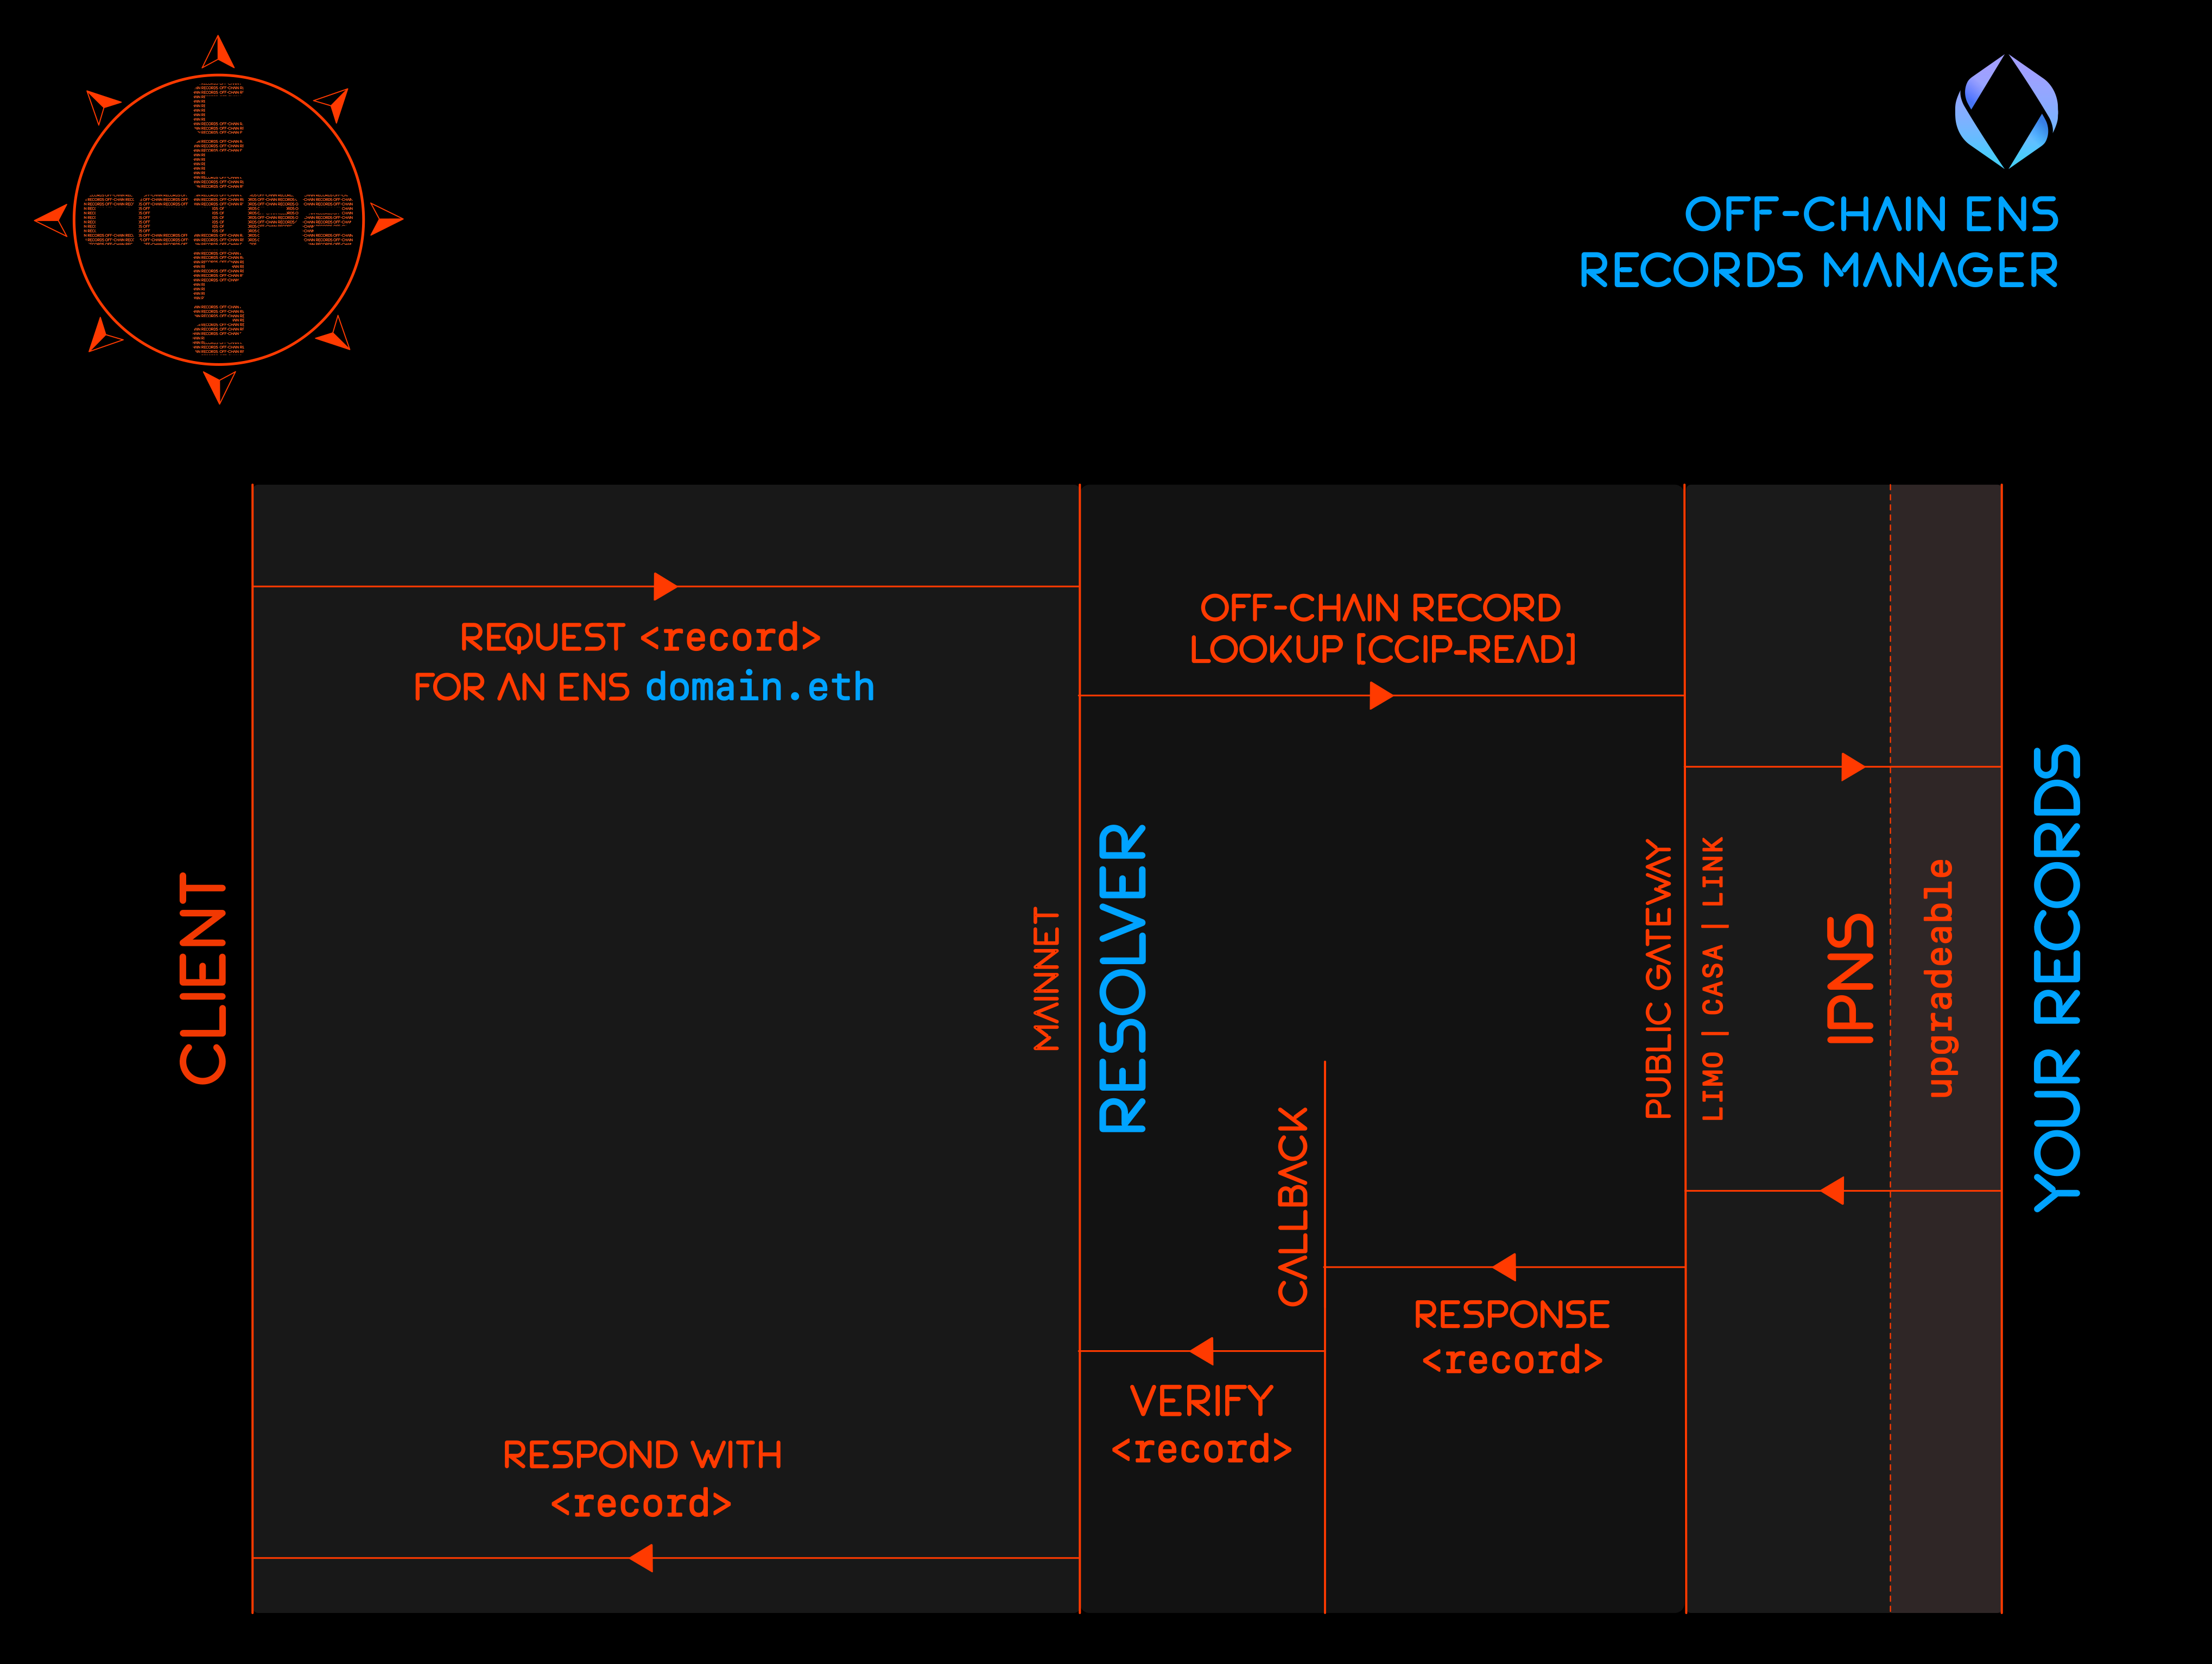 OFF-CHAIN ENS
RECORDS MANAGER
REQUEST <record>
FOR AN ENS domain.eth
OFF-CHAIN RECORD
LOOKUP [CCIP-READ]
CLIENT
MAINNET
RESOLVER
CALLBACK
PUBLIC GATEWAY
LIMO | CASA | LINK
IPNS
upgradeable
YOUR RECORDS
RESPONSE
<record>
VERIFY
<record>
RESPOND WITH
<record>